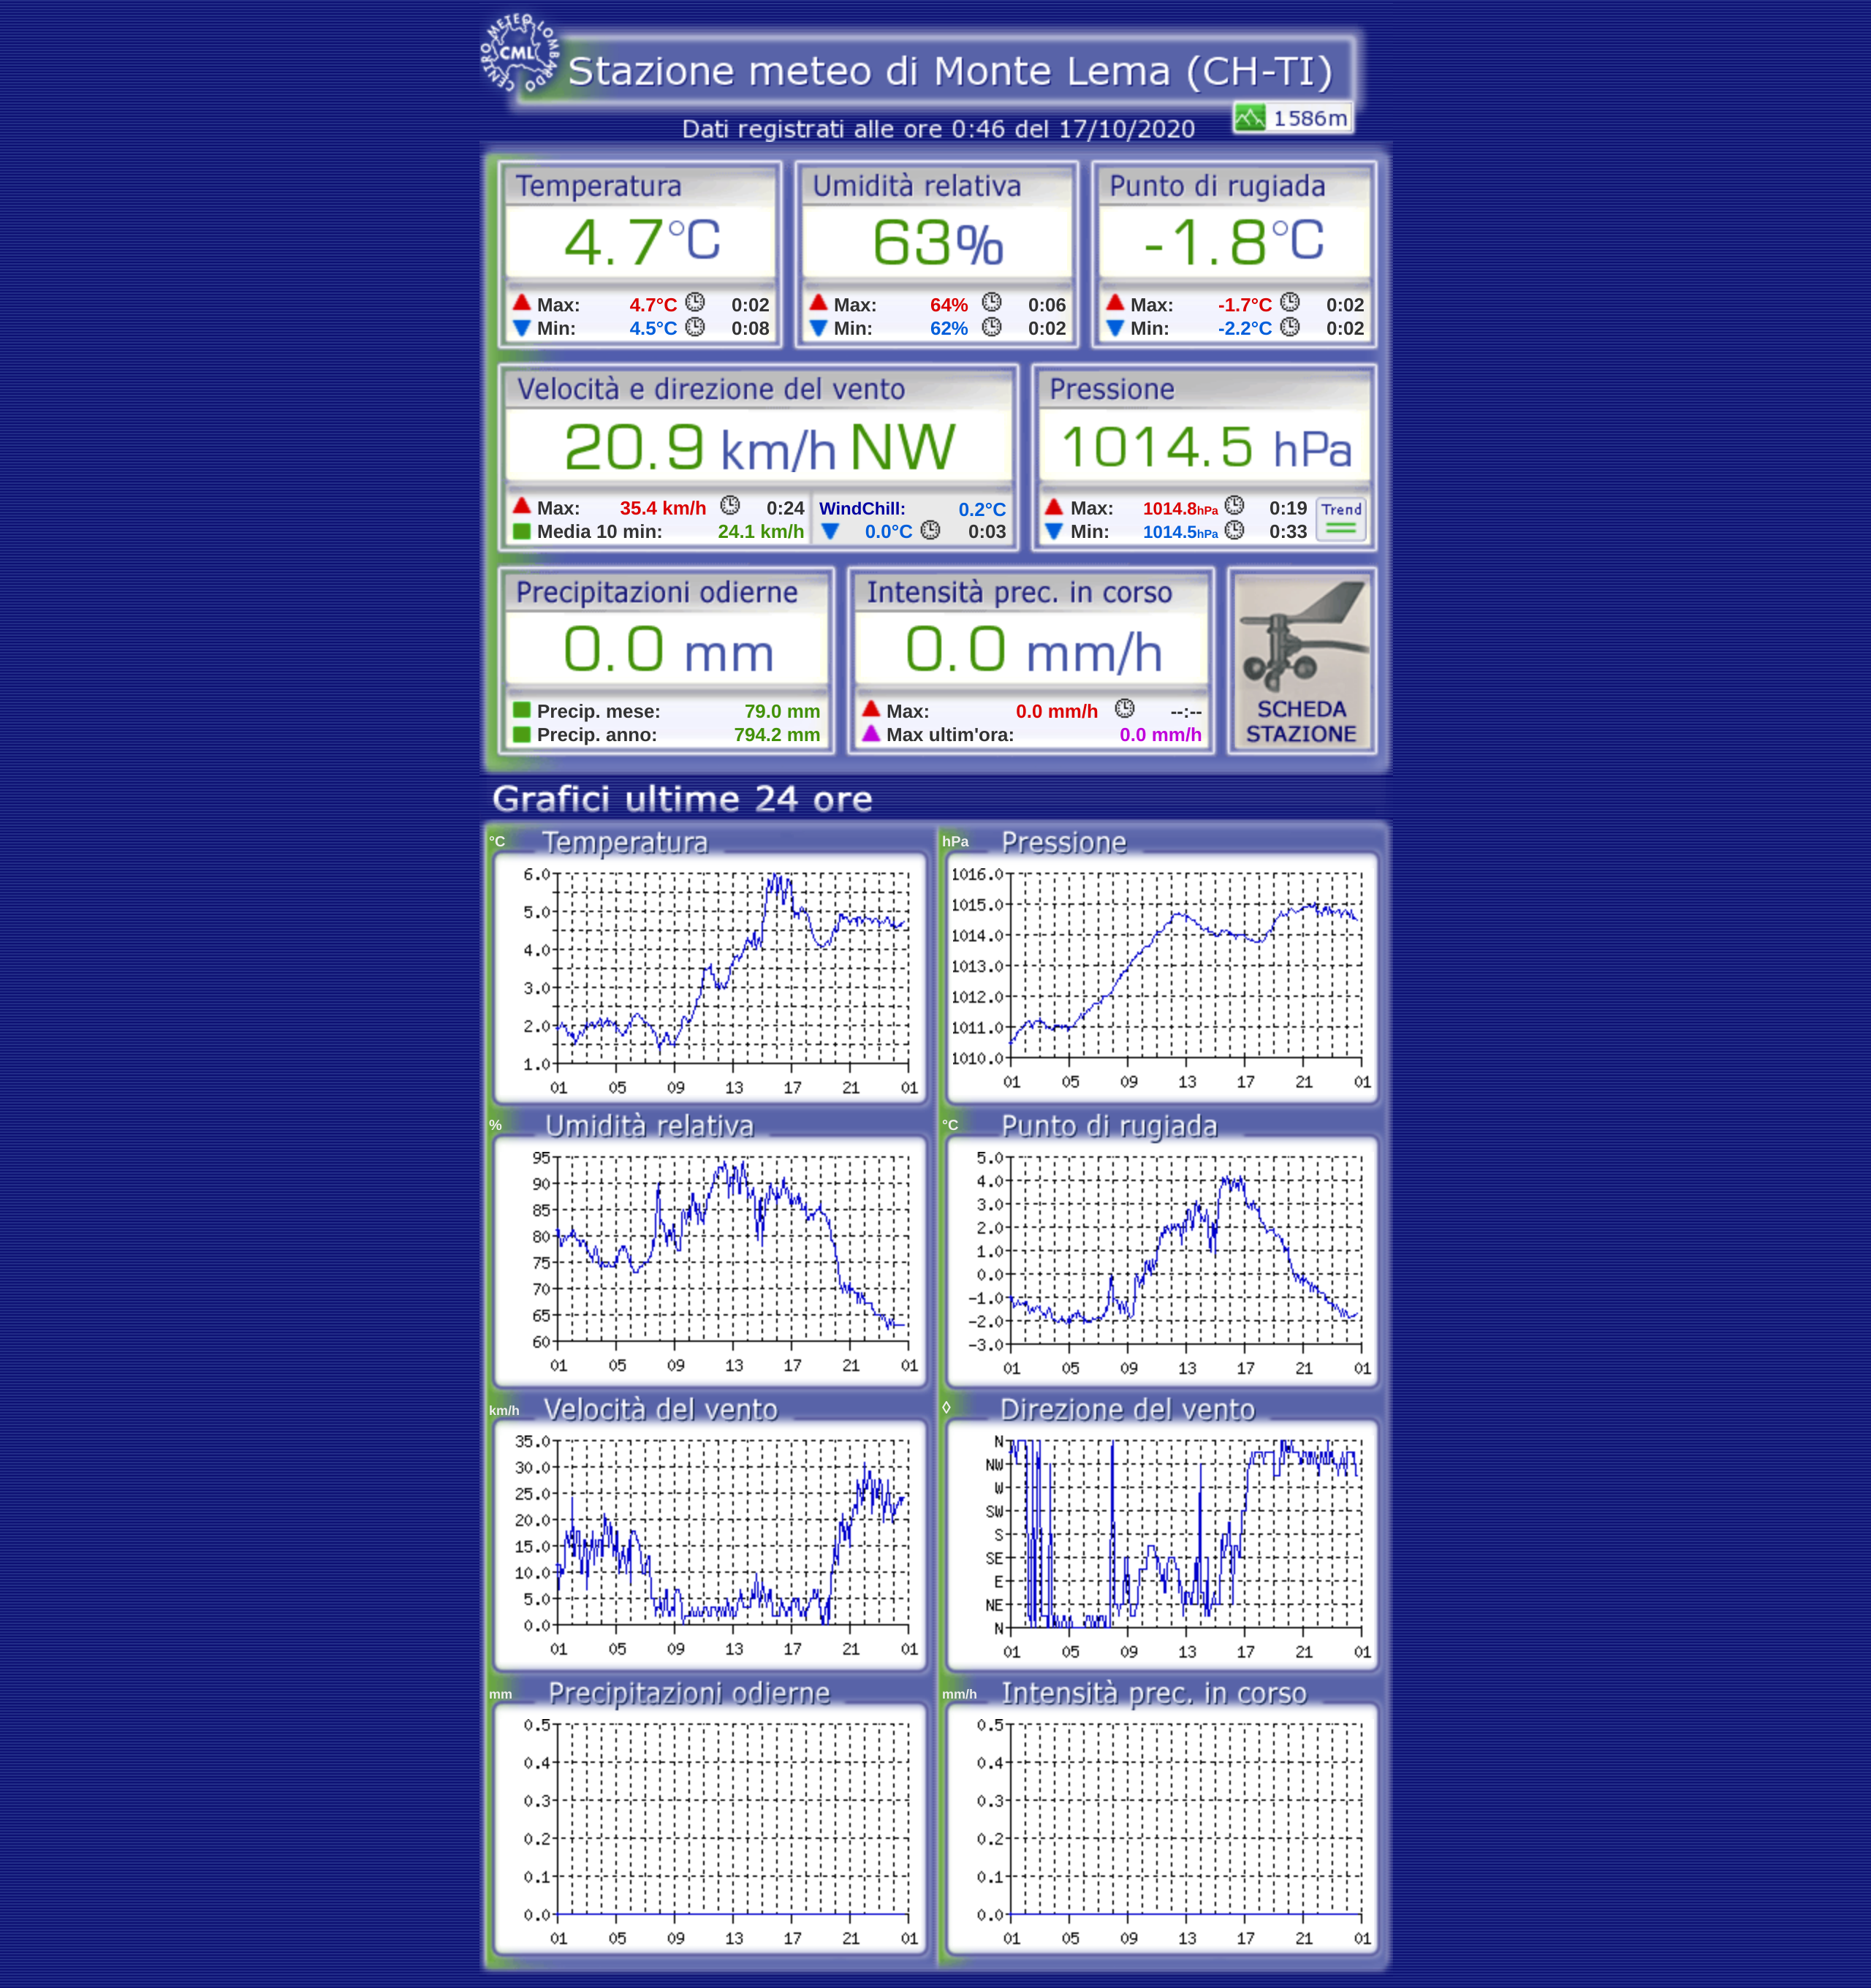 CENTRO METEO LOMBARDO
CML
Stazione meteo di Monte Lema (CH-TI)
1586m
Dati registrati alle ore 0:46 del 17/10/2020
Temperatura
4.7°C
Max: 4.7°C 0:02
Min: 4.5°C 0:08
Umidità relativa
63%
Max: 64% 0:06
Min: 62% 0:02
Punto di rugiada
-1.8°C
Max: -1.7°C 0:02
Min: -2.2°C 0:02
Velocità e direzione del vento
20.9 km/h NW
Max: 35.4 km/h 0:24
Media 10 min: 24.1 km/h
WindChill: 0.2°C
0.0°C 0:03
Pressione
1014.5 hPa
Max: 1014.8hPa 0:19
Min: 1014.5hPa 0:33
Trend
Precipitazioni odierne
0.0 mm
Precip. mese: 79.0 mm
Precip. anno: 794.2 mm
Intensità prec. in corso
0.0 mm/h
Max: 0.0 mm/h --:--
Max ultim'ora: 0.0 mm/h
SCHEDA
STAZIONE
Grafici ultime 24 ore
°C Temperatura
6.0
5.0
4.0
3.0
2.0
1.0
01 05 09 13 17 21 01
hPa Pressione
1016.0
1015.0
1014.0
1013.0
1012.0
1011.0
1010.0
01 05 09 13 17 21 01
% Umidità relativa
95
90
85
80
75
70
65
60
01 05 09 13 17 21 01
°C Punto di rugiada
5.0
4.0
3.0
2.0
1.0
0.0
-1.0
-2.0
-3.0
01 05 09 13 17 21 01
km/h Velocità del vento
35.0
30.0
25.0
20.0
15.0
10.0
5.0
0.0
01 05 09 13 17 21 01
◊ Direzione del vento
N
NW
W
SW
S
SE
E
NE
N
01 05 09 13 17 21 01
mm Precipitazioni odierne
0.5
0.4
0.3
0.2
0.1
0.0
01 05 09 13 17 21 01
mm/h Intensità prec. in corso
0.5
0.4
0.3
0.2
0.1
0.0
01 05 09 13 17 21 01